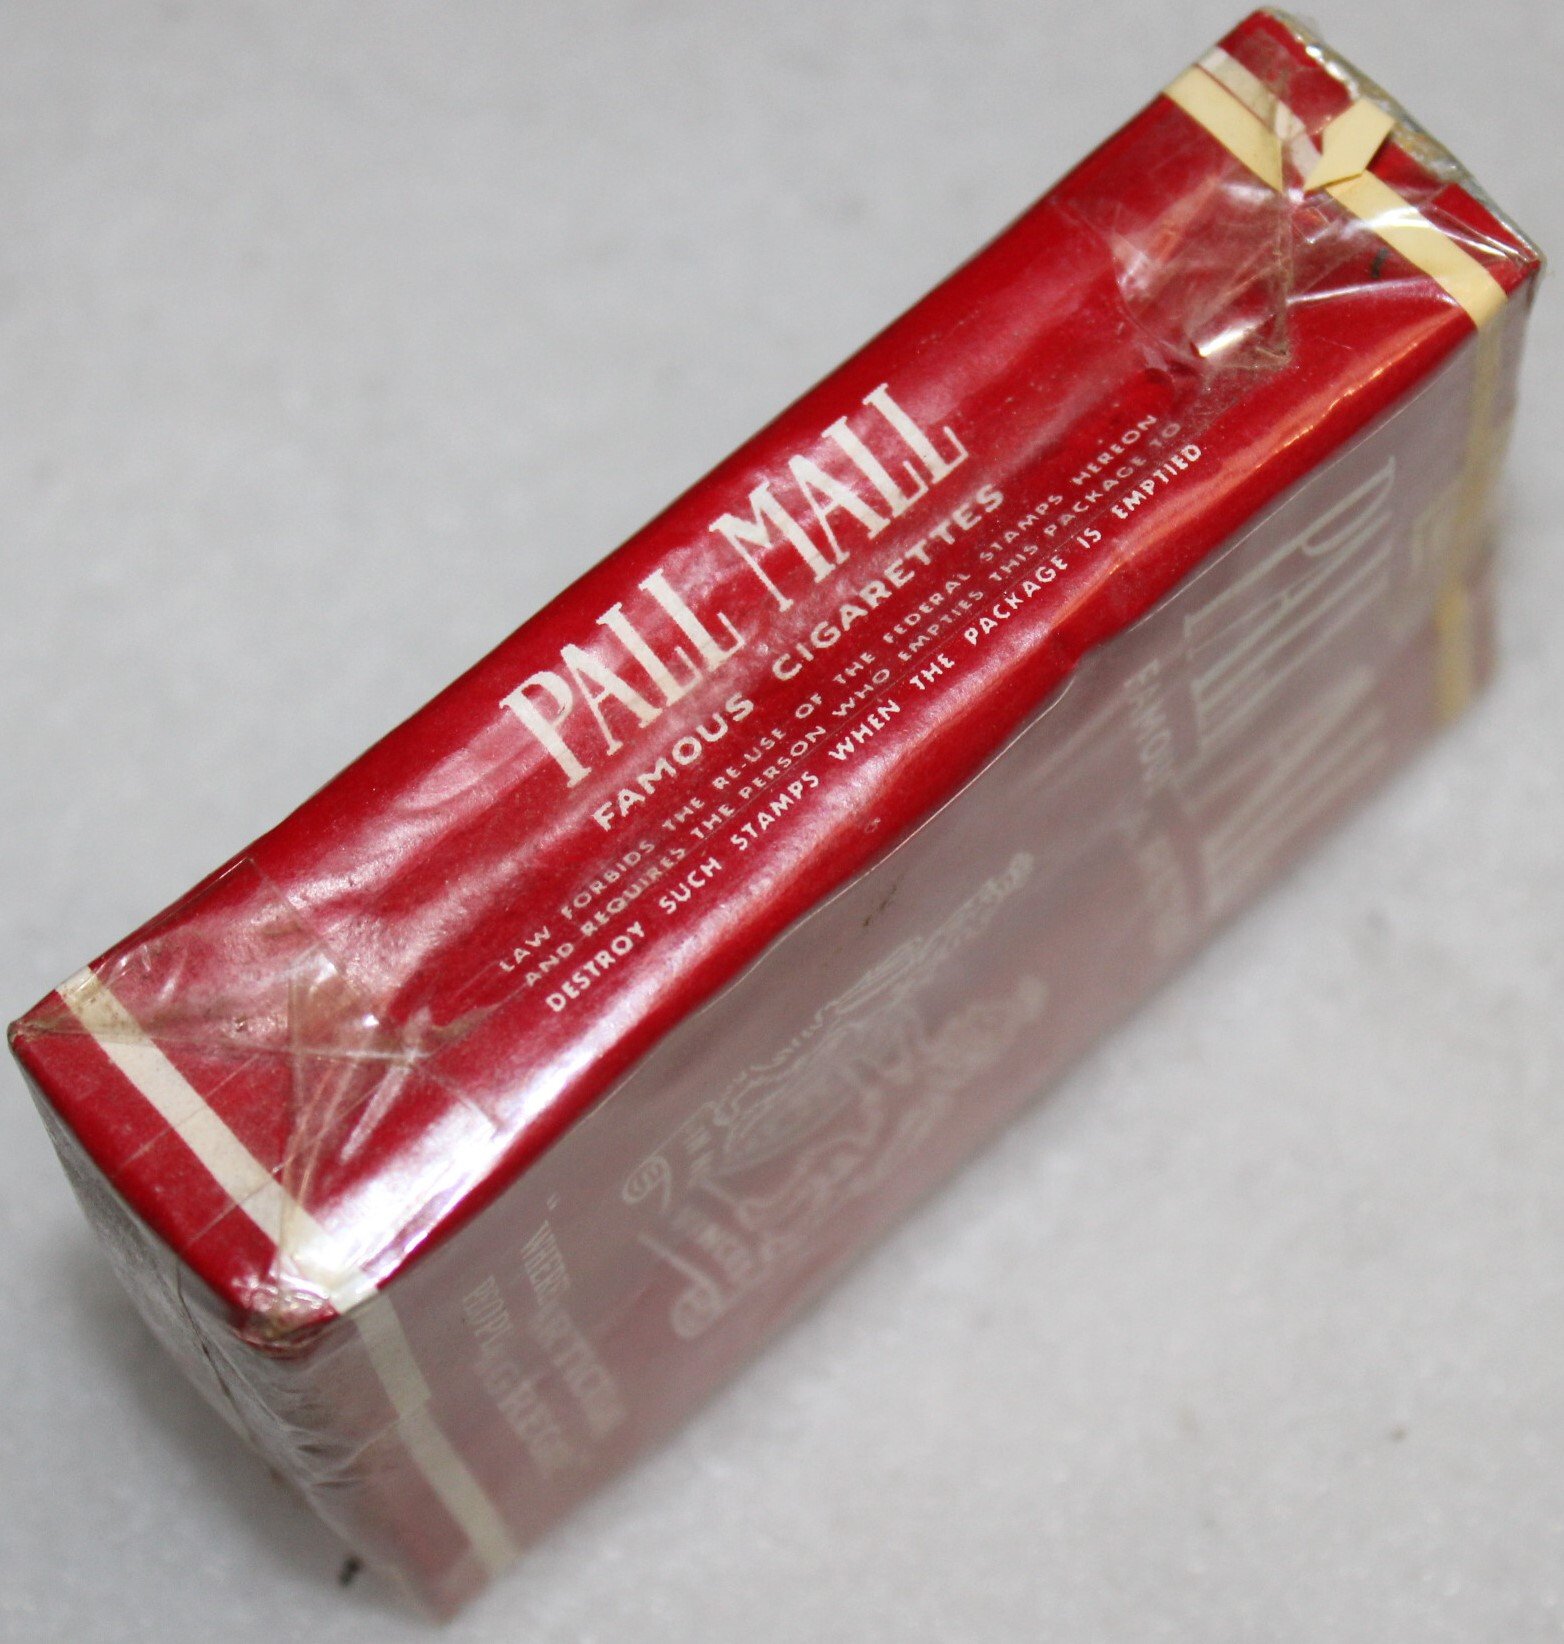 PALL MALL
FAMOUS CIGARETTES
LAW FORBIDS THE RE-USE OF THE FEDERAL STAMPS HEREON
AND REQUIRES THE PERSON WHO EMPTIES THIS PACKAGE TO
DESTROY SUCH STAMPS WHEN THE PACKAGE IS EMPTIED